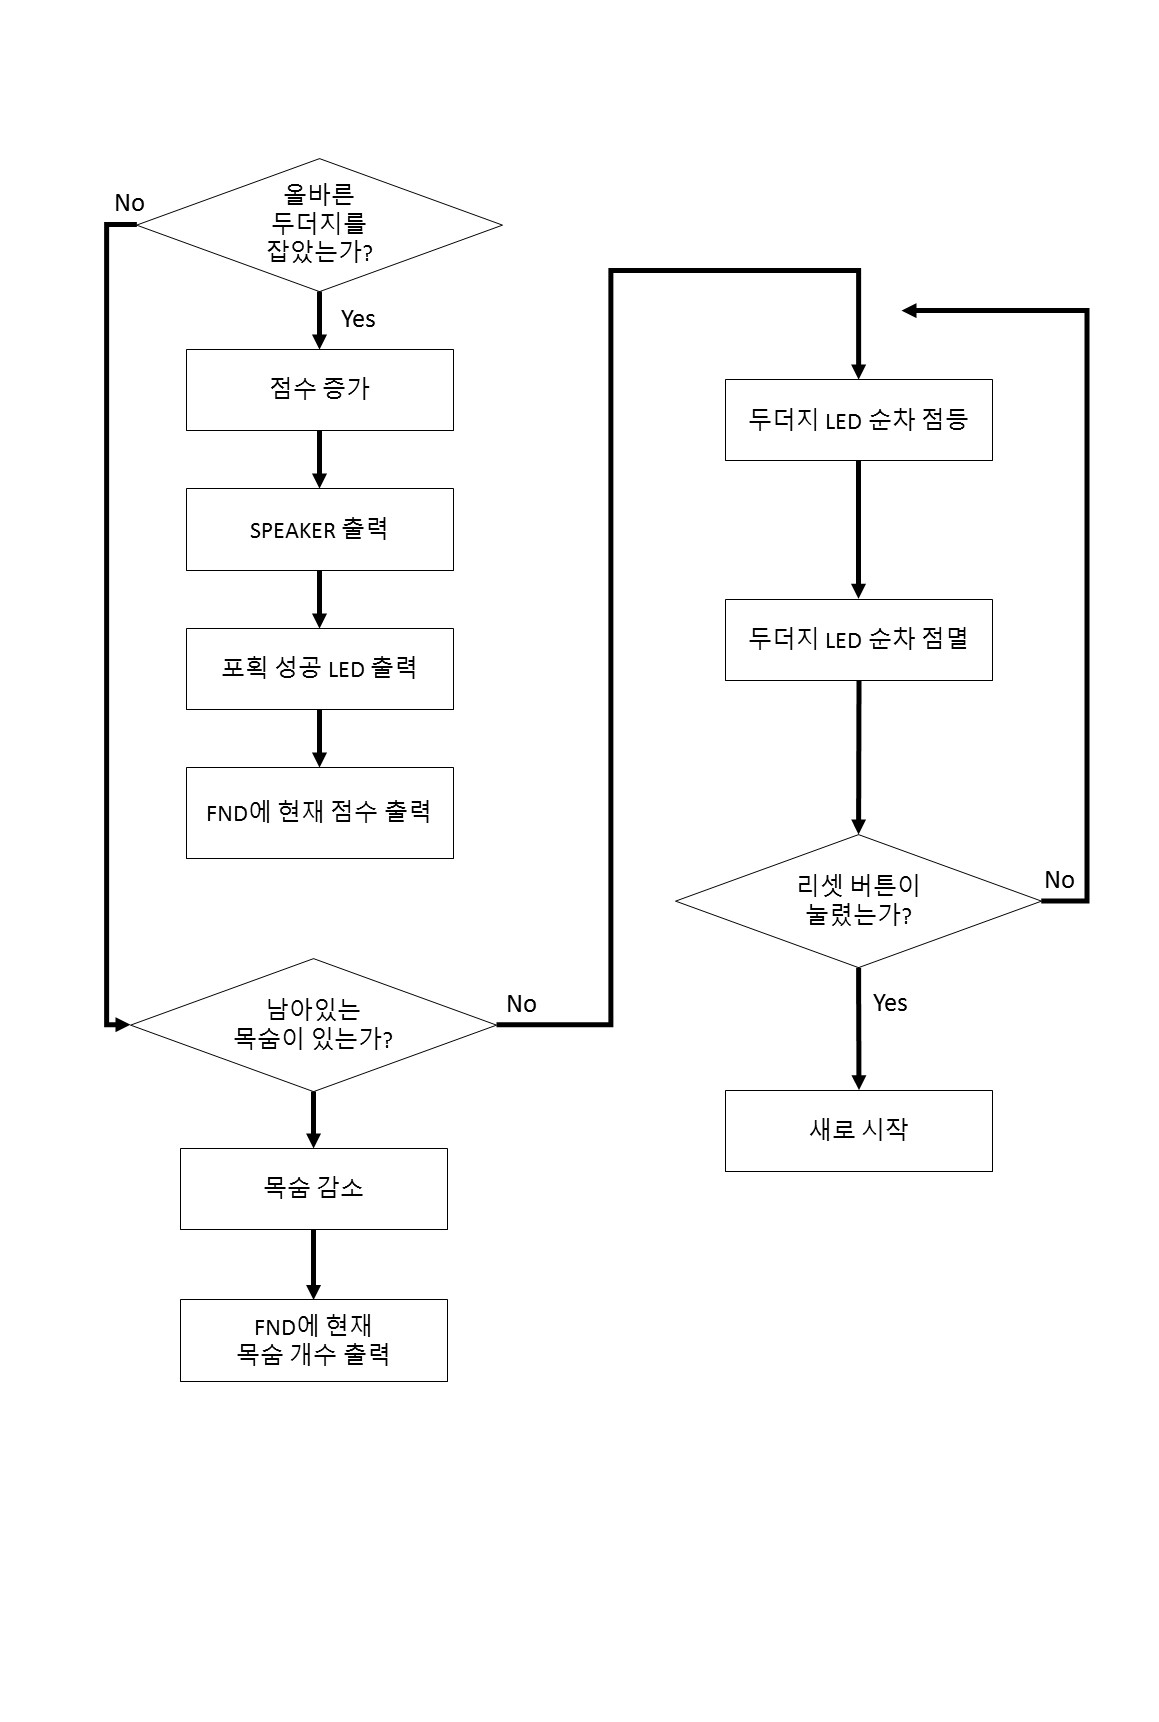 No
올바른
두더지를
잡았는가?
Yes
점수 증가
SPEAKER 출력
포획 성공 LED 출력
FND에 현재 점수 출력
남아있는
목숨이 있는가?
No
목숨 감소
FND에 현재
목숨 개수 출력
두더지 LED 순차 점등
두더지 LED 순차 점멸
리셋 버튼이
눌렸는가?
No
Yes
새로 시작